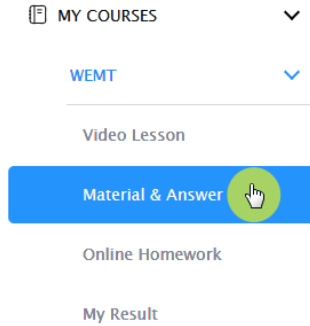 MY COURSES
WEMT
Video Lesson
Material & Answer
Online Homework
My Result